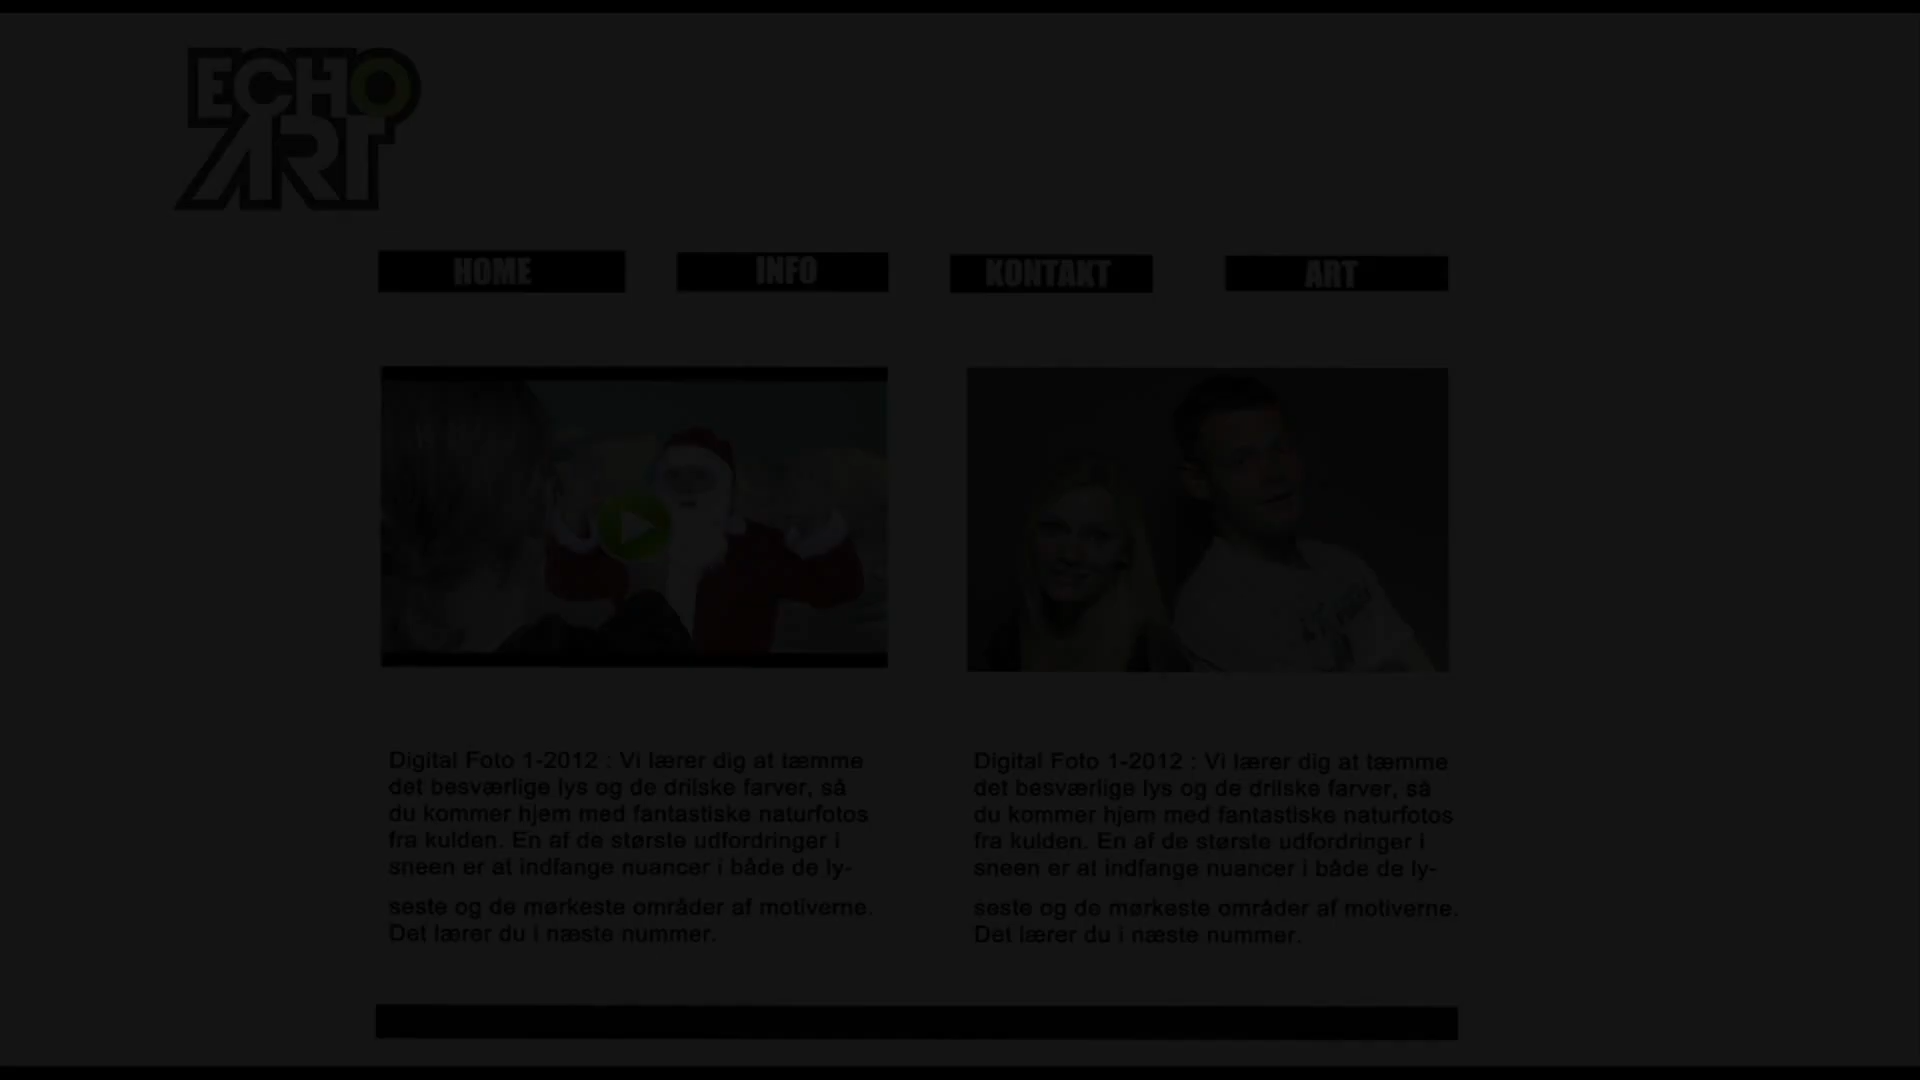 ECHO
ART
HOME
INFO
KONTAKT
ART
Digital Foto 1-2012 : Vi lærer dig at tæmme
det besværlige lys og de drilske farver, så
du kommer hjem med fantastiske naturfotos
fra kulden. En af de største udfordringer i
sneen er at indfange nuancer i både de ly-
seste og de mørkeste områder af motiverne.
Det lærer du i næste nummer.
Digital Foto 1-2012 : Vi lærer dig at tæmme
det besværlige lys og de drilske farver, så
du kommer hjem med fantastiske naturfotos
fra kulden. En af de største udfordringer i
sneen er at indfange nuancer i både de ly-
seste og de mørkeste områder af motiverne.
Det lærer du i næste nummer.